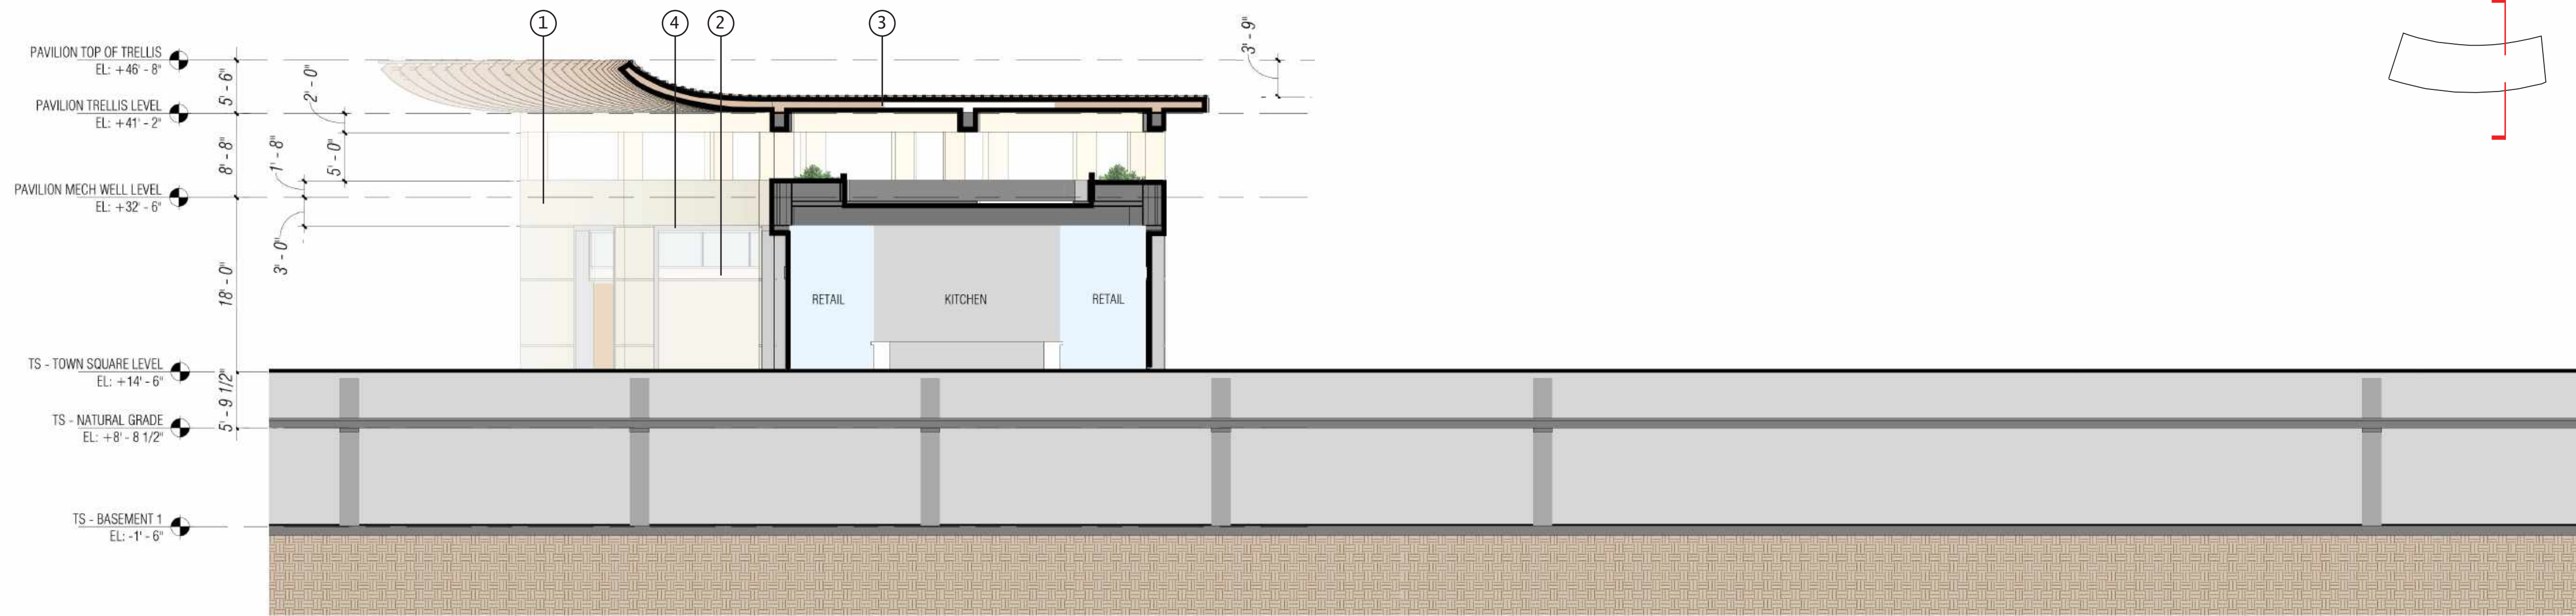 1
4
2
3
3' - 9"
PAVILION TOP OF TRELLIS
EL: +46' - 8"
5' - 6"
2' - 0"
PAVILION TRELLIS LEVEL
EL: +41' - 2"
8' - 8"
1' - 8"
5' - 0"
PAVILION MECH WELL LEVEL
EL: +32' - 6"
3' - 0"
18' - 0"
RETAIL
KITCHEN
RETAIL
TS - TOWN SQUARE LEVEL
EL: +14' - 6"
5' - 9 1/2"
TS - NATURAL GRADE
EL: +8' - 8 1/2"
TS - BASEMENT 1
EL: -1' - 6"